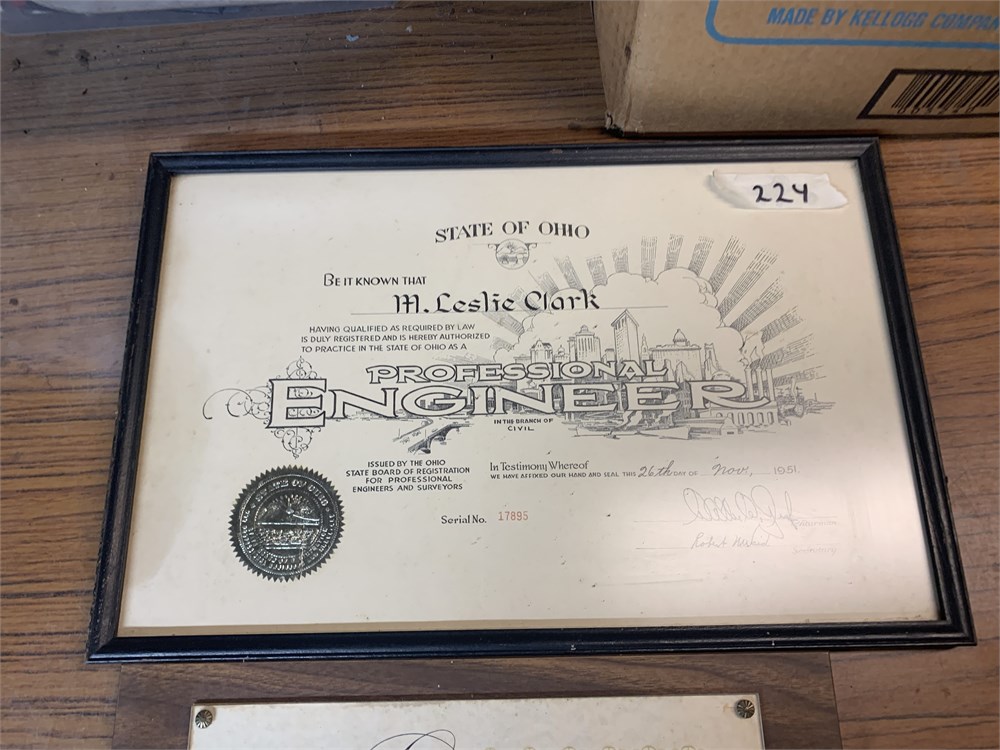 MADE BY KELLOGG COMPA
224
STATE OF OHIO
BE IT KNOWN THAT
M. Leslie Clark
HAVING QUALIFIED AS REQUIRED BY LAW
IS DULY REGISTERED AND IS HEREBY AUTHORIZED
TO PRACTICE IN THE STATE OF OHIO AS A
PROFESSIONAL
ENGINEER
IN THE BRANCH OF
CIVIL
ISSUED BY THE OHIO
STATE BOARD OF REGISTRATION
FOR PROFESSIONAL
ENGINEERS AND SURVEYORS
In Testimony Whereof
WE HAVE AFFIXED OUR HAND AND SEAL THIS 26th DAY OF Nov, 1951.
Serial No. 17895